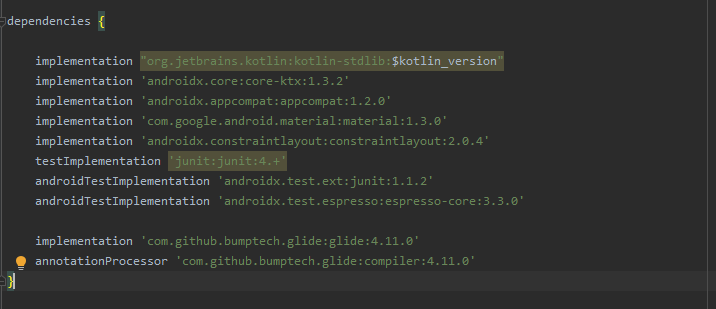 dependencies {
implementation "org.jetbrains.kotlin:kotlin-stdlib:$kotlin_version"
implementation 'androidx.core:core-ktx:1.3.2'
implementation 'androidx.appcompat:appcompat:1.2.0'
implementation 'com.google.android.material:material:1.3.0'
implementation 'androidx.constraintlayout:constraintlayout:2.0.4'
testImplementation 'junit:junit:4.+'
androidTestImplementation 'androidx.test.ext:junit:1.1.2'
androidTestImplementation 'androidx.test.espresso:espresso-core:3.3.0'
implementation 'com.github.bumptech.glide:glide:4.11.0'
annotationProcessor 'com.github.bumptech.glide:compiler:4.11.0'
}